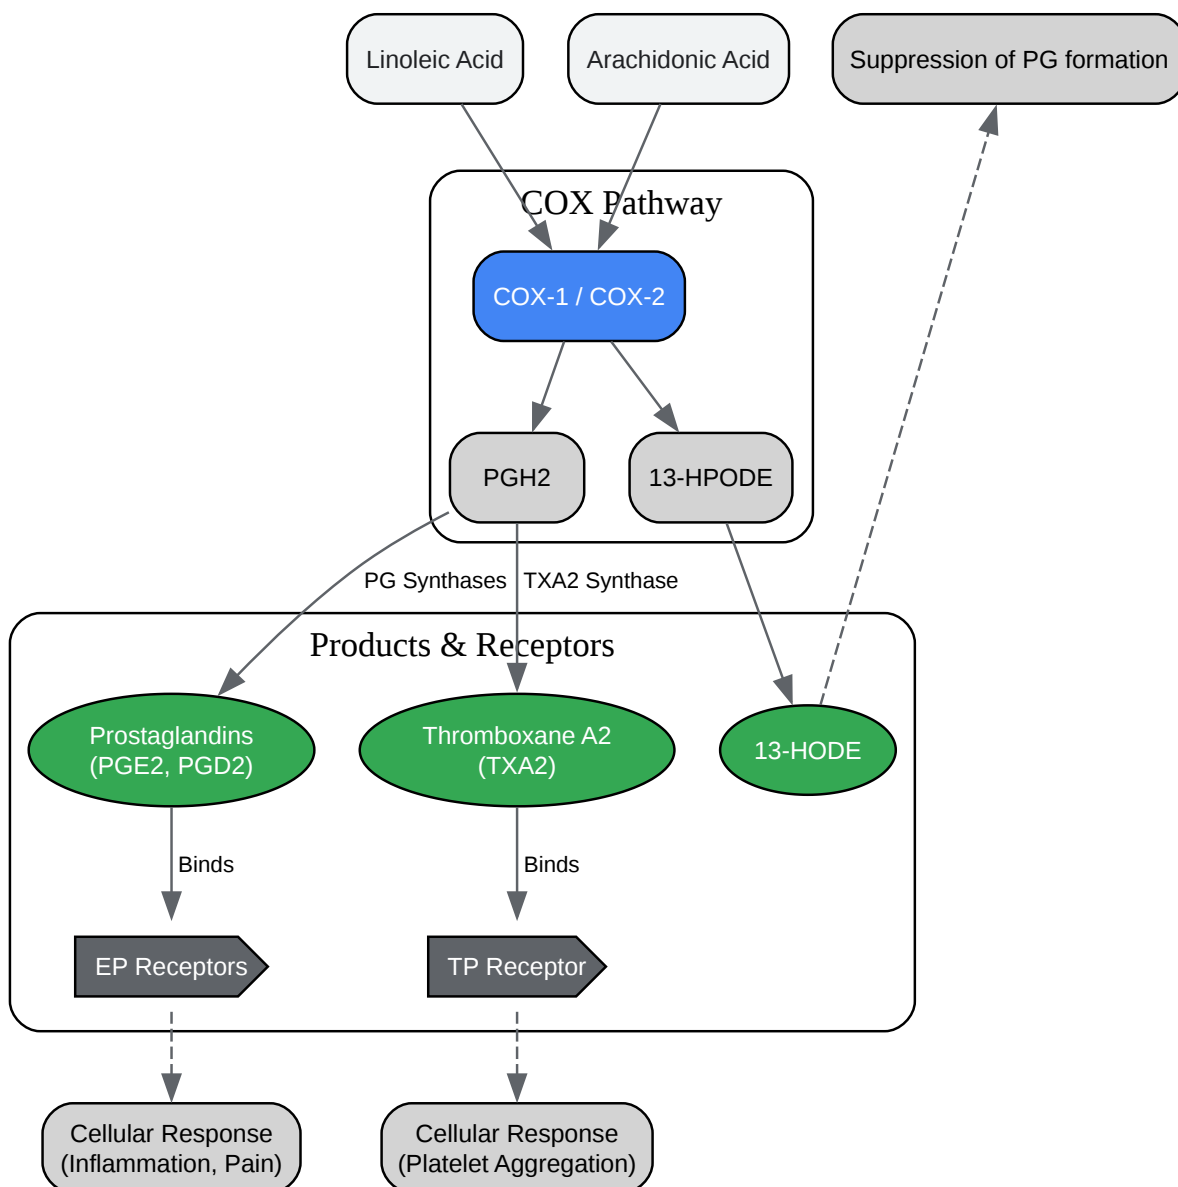 Linoleic Acid
Arachidonic Acid
Suppression of PG formation
COX Pathway
COX-1 / COX-2
PGH2
13-HPODE
PG Synthases
TXA2 Synthase
Products & Receptors
Prostaglandins
(PGE2, PGD2)
Thromboxane A2
(TXA2)
13-HODE
Binds
Binds
EP Receptors
TP Receptor
Cellular Response
(Inflammation, Pain)
Cellular Response
(Platelet Aggregation)